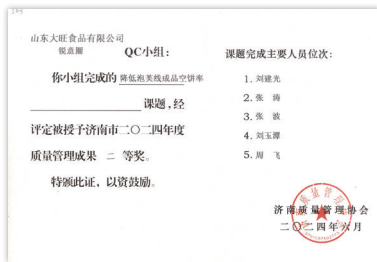 山东大旺食品有限公司
锐意圈 QC小组:
你小组完成的 降低泡芙线成品空饼率
课题,经
评定被授予济南市二〇二四年度
质量管理成果 二 等奖。
特颁此证,以资鼓励。
课题完成主要人员位次:
1. 刘建光
2. 张 涛
3. 张 波
4. 刘玉潭
5. 周 飞
济南质量管理协会
二〇二四年六月